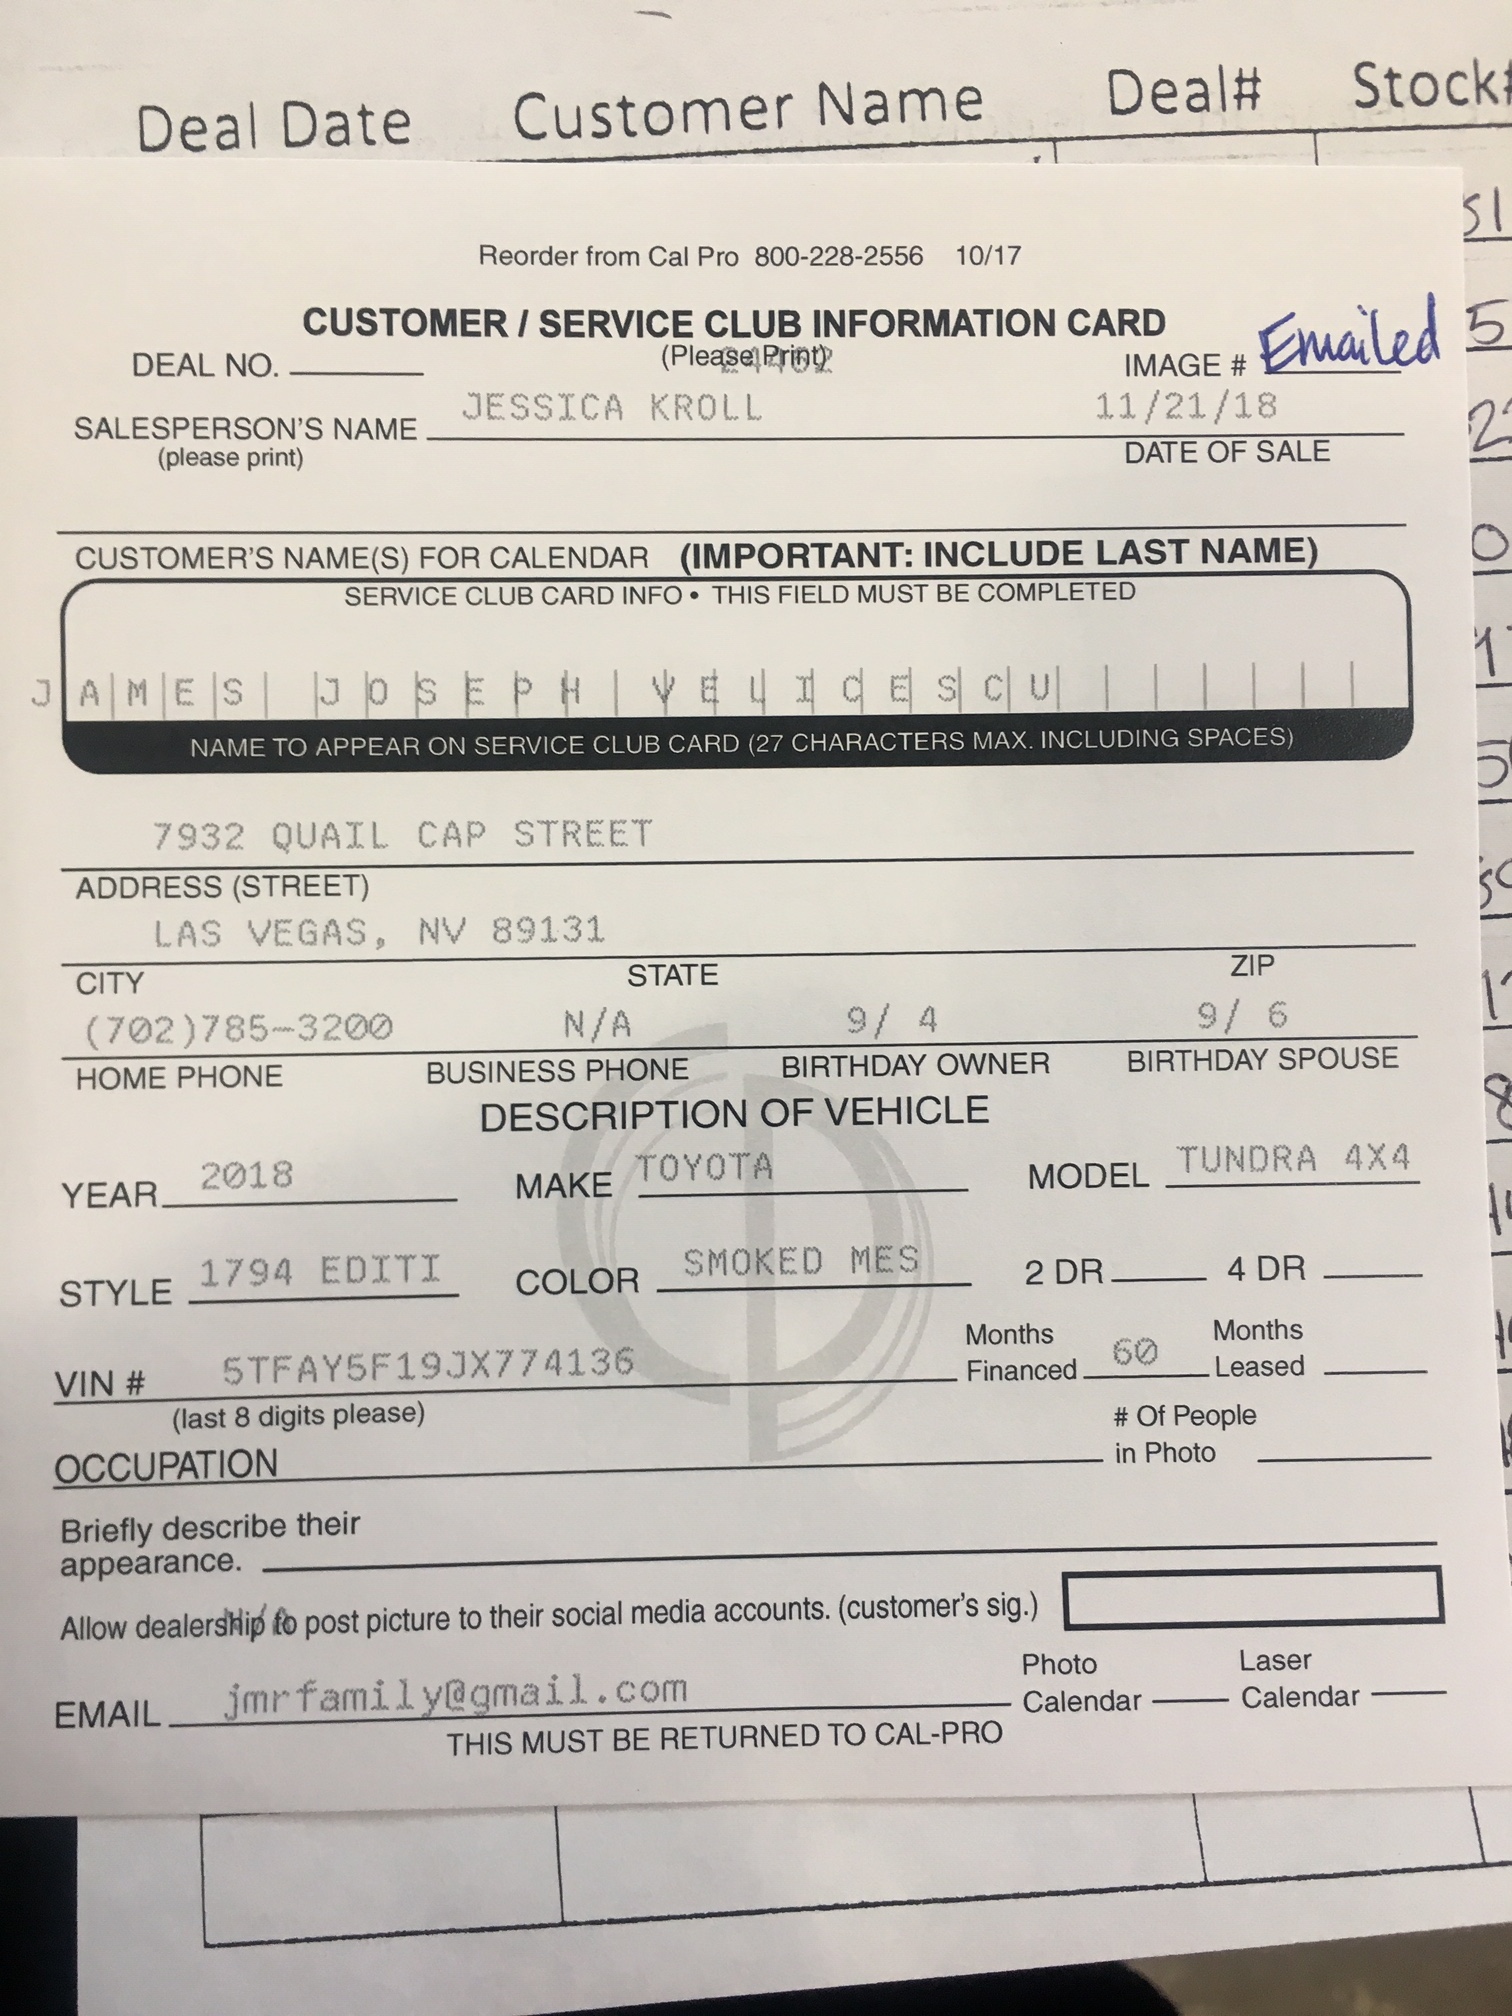 Deal Date Customer Name Deal# Stock#
Reorder from Cal Pro 800-228-2556 10/17
CUSTOMER / SERVICE CLUB INFORMATION CARD
(Please Print)
DEAL NO. IMAGE # Emailed
JESSICA KROLL 11/21/18
SALESPERSON'S NAME
(please print) DATE OF SALE
CUSTOMER'S NAME(S) FOR CALENDAR (IMPORTANT: INCLUDE LAST NAME)
SERVICE CLUB CARD INFO • THIS FIELD MUST BE COMPLETED
JAMES JOSEPH VELICESCU
NAME TO APPEAR ON SERVICE CLUB CARD (27 CHARACTERS MAX. INCLUDING SPACES)
7932 QUAIL CAP STREET
ADDRESS (STREET)
LAS VEGAS, NV 89131
CITY STATE ZIP
(702)785-3200 N/A 9/ 4 9/ 6
HOME PHONE BUSINESS PHONE BIRTHDAY OWNER BIRTHDAY SPOUSE
DESCRIPTION OF VEHICLE
YEAR 2018 MAKE TOYOTA MODEL TUNDRA 4X4
STYLE 1794 EDITI COLOR SMOKED MES 2 DR 4 DR
VIN # 5TFAY5F19JX774136 Months Financed 60 Months Leased
(last 8 digits please)
OCCUPATION # Of People in Photo
Briefly describe their
appearance.
Allow dealership to post picture to their social media accounts. (customer's sig.)
N/A
EMAIL jmrfamily@gmail.com Photo Calendar Laser Calendar
THIS MUST BE RETURNED TO CAL-PRO